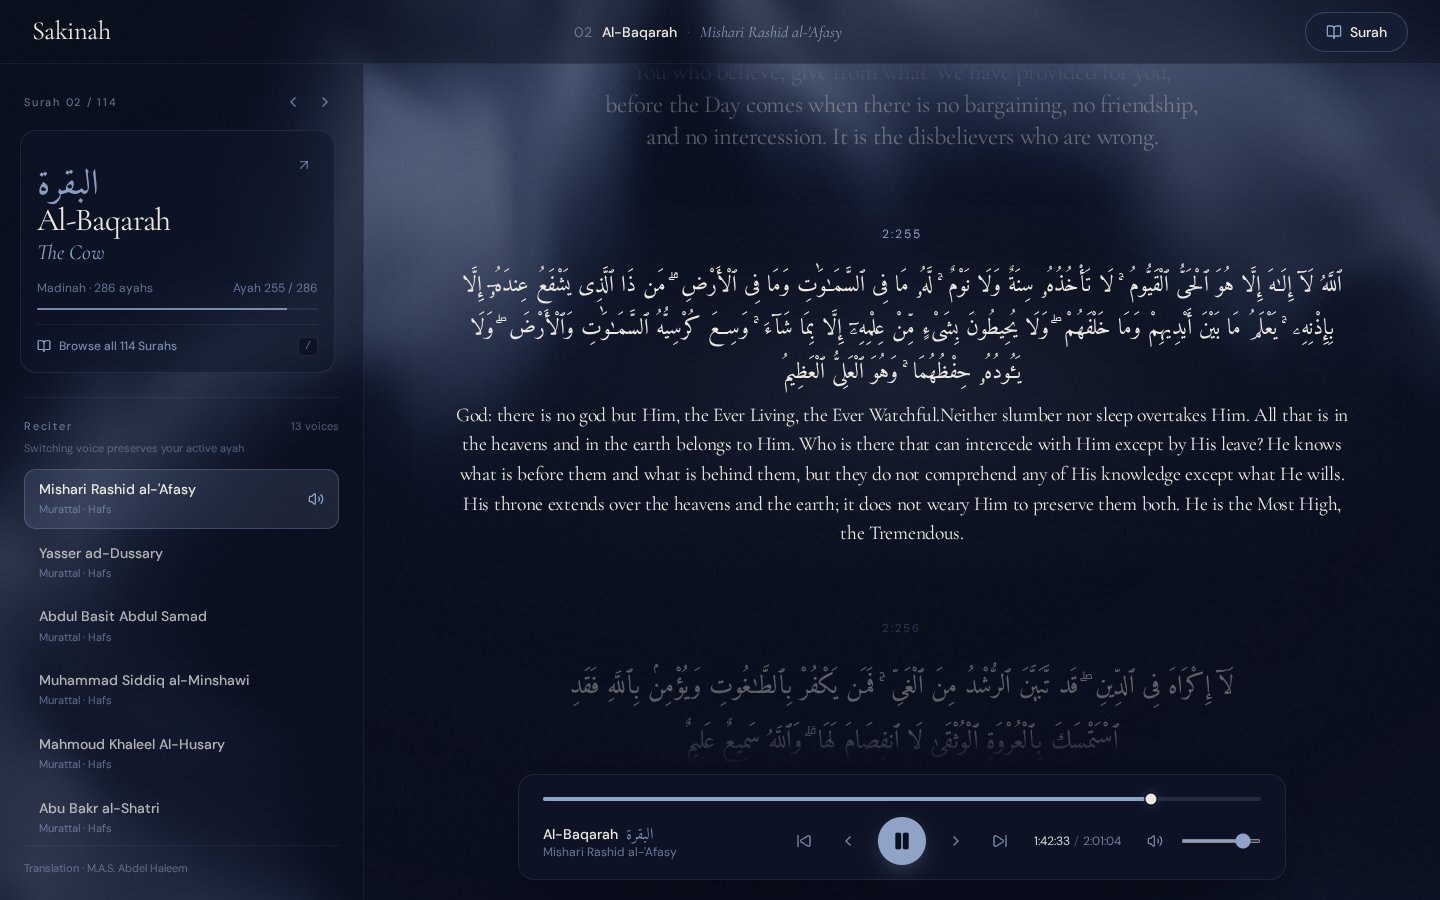 Sakinah
02 Al-Baqarah · Mishari Rashid al-'Afasy
Surah
Surah 02 / 114
البقرة
Al-Baqarah
The Cow
Madinah · 286 ayahs
Ayah 255 / 286
Browse all 114 Surahs
/
Reciter
13 voices
Switching voice preserves your active ayah
Mishari Rashid al-'Afasy
Murattal · Hafs
Yasser ad-Dussary
Murattal · Hafs
Abdul Basit Abdul Samad
Murattal · Hafs
Muhammad Siddiq al-Minshawi
Murattal · Hafs
Mahmoud Khaleel Al-Husary
Murattal · Hafs
Abu Bakr al-Shatri
Murattal · Hafs
Translation · M.A.S. Abdel Haleem
You who believe, give from what We have provided for you,
before the Day comes when there is no bargaining, no friendship,
and no intercession. It is the disbelievers who are wrong.
2:255
ٱللَّهُ لَآ إِلَـٰهَ إِلَّا هُوَ ٱلْحَىُّ ٱلْقَيُّومُ ۚ لَا تَأْخُذُهُۥ سِنَةٌ وَلَا نَوْمٌ ۚ لَّهُۥ مَا فِى ٱلسَّمَـٰوَٰتِ وَمَا فِى ٱلْأَرْضِ ۗ مَن ذَا ٱلَّذِى يَشْفَعُ عِندَهُۥٓ إِلَّا
بِإِذْنِهِۦ ۚ يَعْلَمُ مَا بَيْنَ أَيْدِيهِمْ وَمَا خَلْفَهُمْ ۖ وَلَا يُحِيطُونَ بِشَىْءٍ مِّنْ عِلْمِهِۦٓ إِلَّا بِمَا شَآءَ ۚ وَسِعَ كُرْسِيُّهُ ٱلسَّمَـٰوَٰتِ وَٱلْأَرْضَ ۖ وَلَا
يَـُٔودُهُۥ حِفْظُهُمَا ۚ وَهُوَ ٱلْعَلِىُّ ٱلْعَظِيمُ
God: there is no god but Him, the Ever Living, the Ever Watchful.Neither slumber nor sleep overtakes Him. All that is in
the heavens and in the earth belongs to Him. Who is there that can intercede with Him except by His leave? He knows
what is before them and what is behind them, but they do not comprehend any of His knowledge except what He wills.
His throne extends over the heavens and the earth; it does not weary Him to preserve them both. He is the Most High,
the Tremendous.
2:256
لَآ إِكْرَاهَ فِى ٱلدِّينِ ۖ قَد تَّبَيَّنَ ٱلرُّشْدُ مِنَ ٱلْغَىِّ ۚ فَمَن يَكْفُرْ بِٱلطَّـٰغُوتِ وَيُؤْمِنۢ بِٱللَّهِ فَقَدِ
ٱسْتَمْسَكَ بِٱلْعُرْوَةِ ٱلْوُثْقَىٰ لَا ٱنفِصَامَ لَهَا ۗ وَٱللَّهُ سَمِيعٌ عَلِيمٌ
Al-Baqarah البقرة
Mishari Rashid al-'Afasy
1:42:33 / 2:01:04